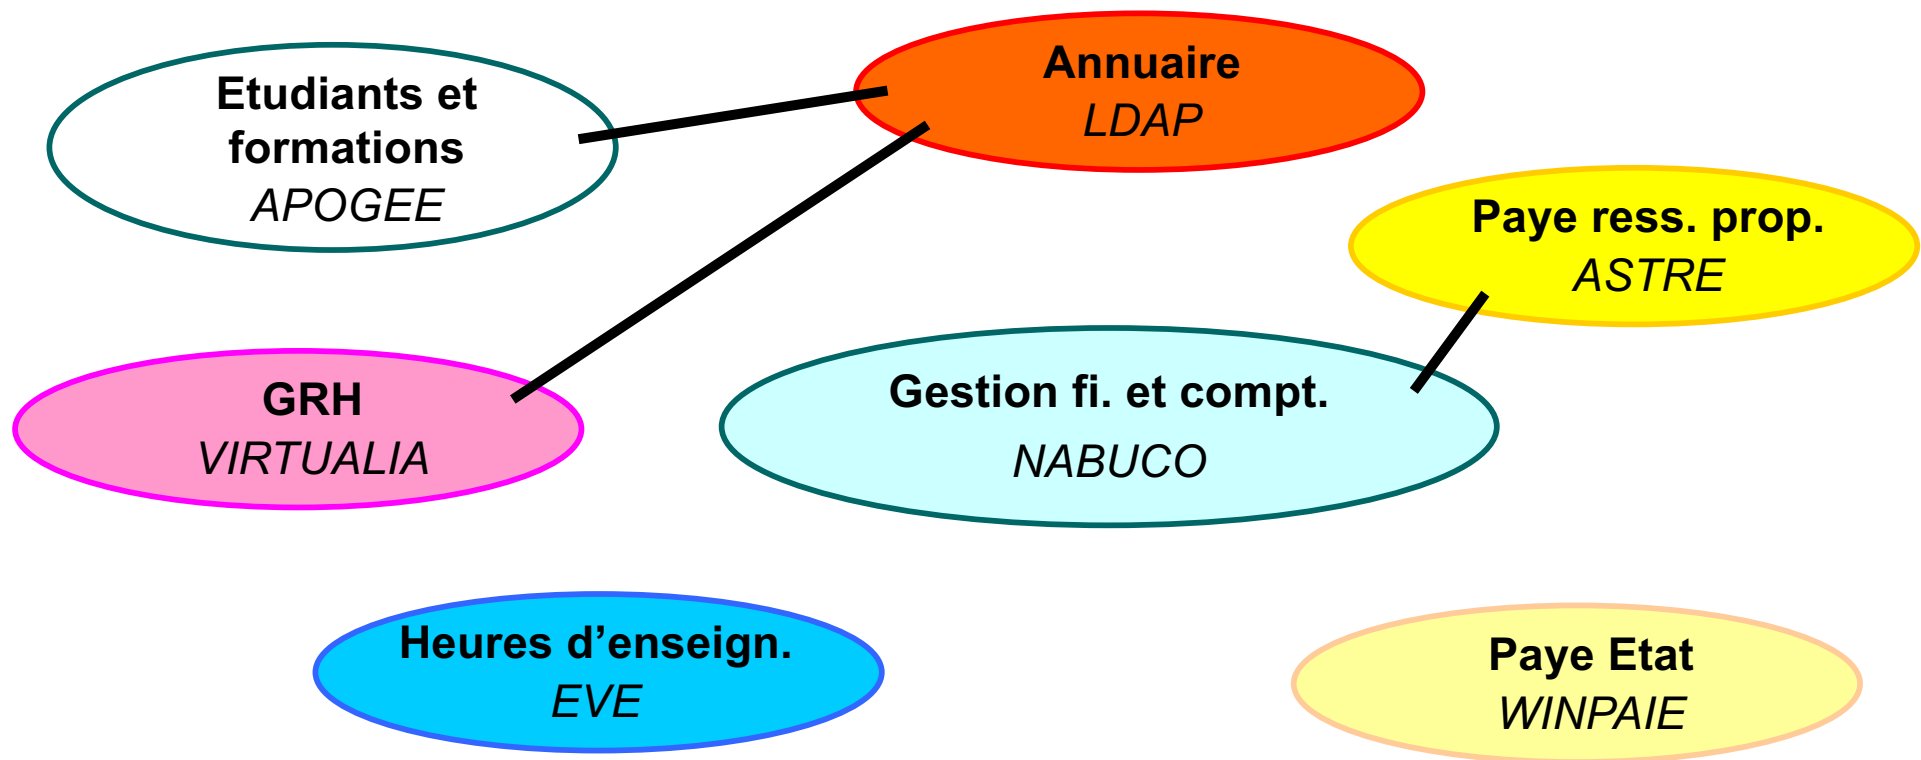 Etudiants et
formations
APOGEE
Annuaire
LDAP
Paye ress. prop.
ASTRE
GRH
VIRTUALIA
Gestion fi. et compt.
NABUCO
Heures d’enseign.
EVE
Paye Etat
WINPAIE